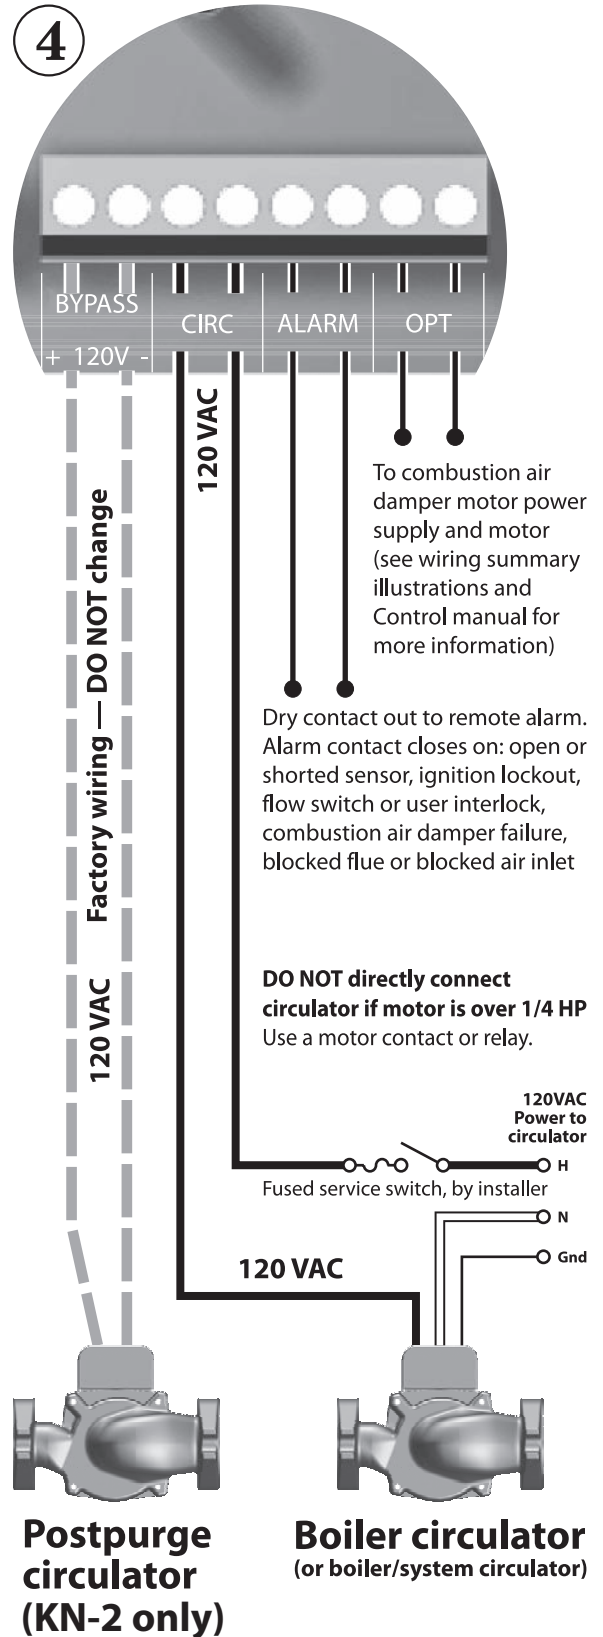 4
BYPASS
+ 120V -
CIRC
ALARM
OPT
120 VAC
To combustion air
damper motor power
supply and motor
(see wiring summary
illustrations and
Control manual for
more information)
Factory wiring — DO NOT change
120 VAC
Dry contact out to remote alarm.
Alarm contact closes on: open or
shorted sensor, ignition lockout,
flow switch or user interlock,
combustion air damper failure,
blocked flue or blocked air inlet
DO NOT directly connect
circulator if motor is over 1/4 HP
Use a motor contact or relay.
120VAC
Power to
circulator
H
Fused service switch, by installer
N
Gnd
120 VAC
Postpurge
circulator
(KN-2 only)
Boiler circulator
(or boiler/system circulator)